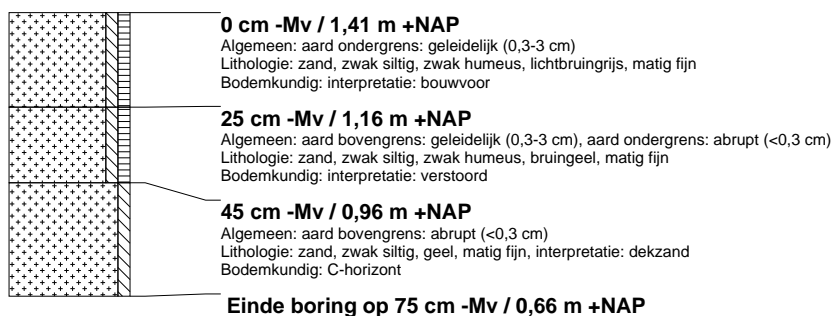 0 cm -Mv / 1,41 m +NAP
Algemeen: aard ondergrens: geleidelijk (0,3-3 cm)
Lithologie: zand, zwak siltig, zwak humeus, lichtbruingrijs, matig fijn
Bodemkundig: interpretatie: bouwvoor
25 cm -Mv / 1,16 m +NAP
Algemeen: aard bovengrens: geleidelijk (0,3-3 cm), aard ondergrens: abrupt (<0,3 cm)
Lithologie: zand, zwak siltig, zwak humeus, bruingeel, matig fijn
Bodemkundig: interpretatie: verstoord
45 cm -Mv / 0,96 m +NAP
Algemeen: aard bovengrens: abrupt (<0,3 cm)
Lithologie: zand, zwak siltig, geel, matig fijn, interpretatie: dekzand
Bodemkundig: C-horizont
Einde boring op 75 cm -Mv / 0,66 m +NAP